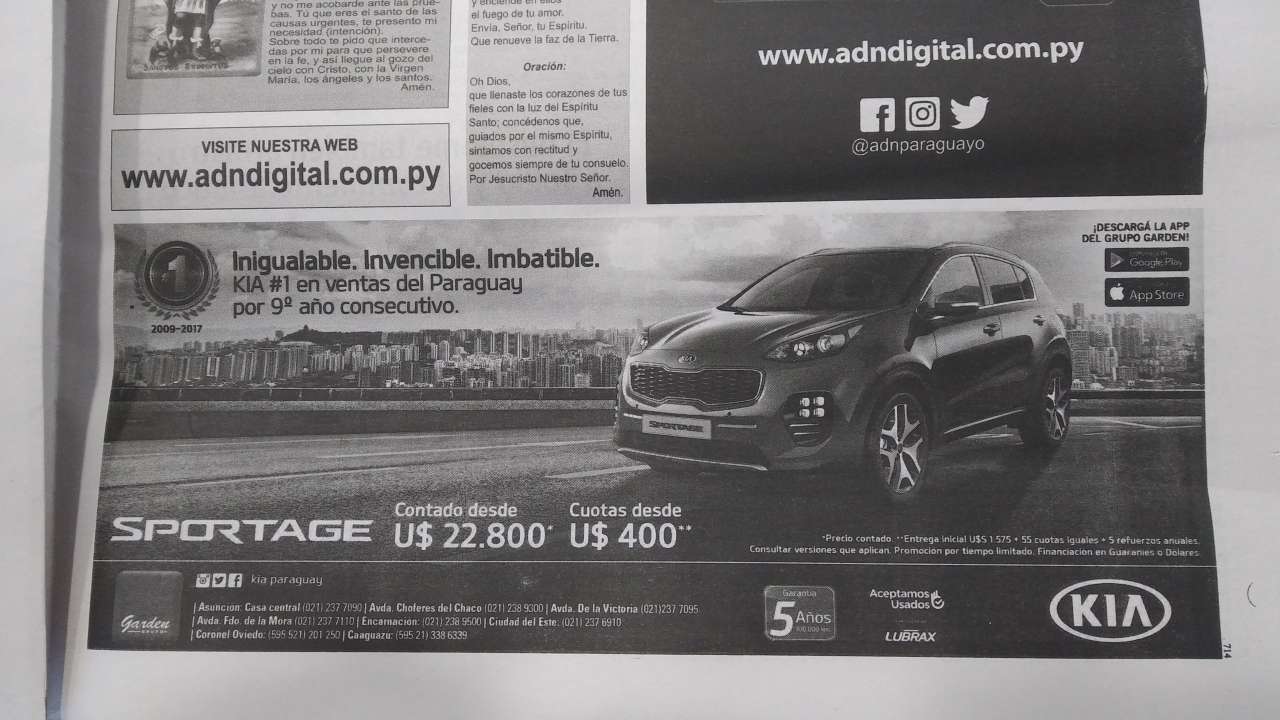 y no me acobarde ante las prue-
bas. Tú que eres el santo de las
causas urgentes, te presento mi
necesidad (intención).
Sobre todo te pido que interce-
das por mi para que persevere
en la fe, y así llegue al gozo del
cielo con Cristo, con la Virgen
María, los ángeles y los santos.
Amén.
y enciende en ellos
el fuego de tu amor.
Envía, Señor, tu Espíritu.
Que renueve la faz de la Tierra.
Oración:
Oh Dios,
que llenaste los corazones de tus
fieles con la luz del Espíritu
Santo; concédenos que,
guiados por el mismo Espíritu,
sintamos con rectitud y
gocemos siempre de tu consuelo.
Por Jesucristo Nuestro Señor.
Amén.
www.adndigital.com.py
@adnparaguayo
VISITE NUESTRA WEB
www.adndigital.com.py
#1
2009-2017
Inigualable. Invencible. Imbatible.
KIA #1 en ventas del Paraguay
por 9º año consecutivo.
¡DESCARGÁ LA APP
DEL GRUPO GARDEN!
Google Play
App Store
KIA
SPORTAGE
SPORTAGE
Contado desde
U$ 22.800*
Cuotas desde
U$ 400**
*Precio contado. **Entrega inicial U$S 1.575 + 55 cuotas iguales + 5 refuerzos anuales.
Consultar versiones que aplican. Promoción por tiempo limitado. Financiación en Guaraníes o Dólares.
kia paraguay
Garden
| Asunción: Casa central (021) 237 7090 | Avda. Choferes del Chaco (021) 238 9300 | Avda. De la Victoria (021)237 7095
| Avda. Fdo. de la Mora (021) 237 7110 | Encarnación: (021) 238 9500 | Ciudad del Este: (021) 237 6910
| Coronel Oviedo: (595 521) 201 250 | Caaguazu: (595 21) 338 6339
Garantía
5 Años
100.000 km.
Aceptamos
Usados
LUBRAX
KIA
714